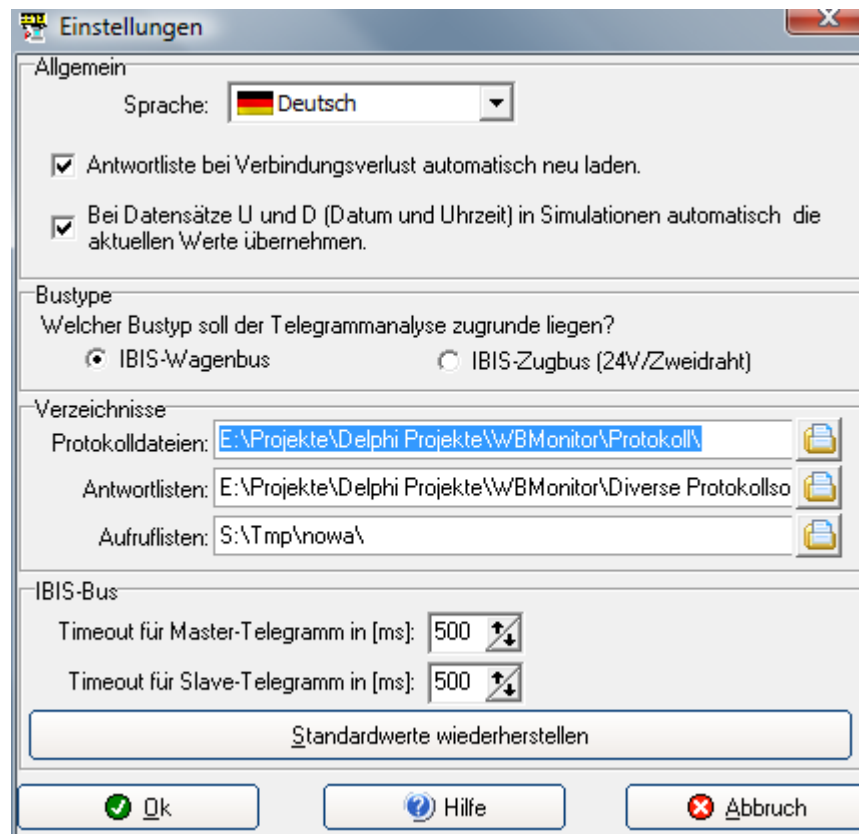 Einstellungen
Allgemein
Sprache: Deutsch
Antwortliste bei Verbindungsverlust automatisch neu laden.
Bei Datensätze U und D (Datum und Uhrzeit) in Simulationen automatisch die
aktuellen Werte übernehmen.
Bustype
Welcher Bustyp soll der Telegrammanalyse zugrunde liegen?
IBIS-Wagenbus IBIS-Zugbus (24V/Zweidraht)
Verzeichnisse
Protokolldateien: E:\Projekte\Delphi Projekte\WBMonitor\Protokoll\
Antwortlisten: E:\Projekte\Delphi Projekte\WBMonitor\Diverse Protokollso
Aufruflisten: S:\Tmp\nowa\
IBIS-Bus
Timeout für Master-Telegramm in [ms]: 500
Timeout für Slave-Telegramm in [ms]: 500
Standardwerte wiederherstellen
Ok Hilfe Abbruch